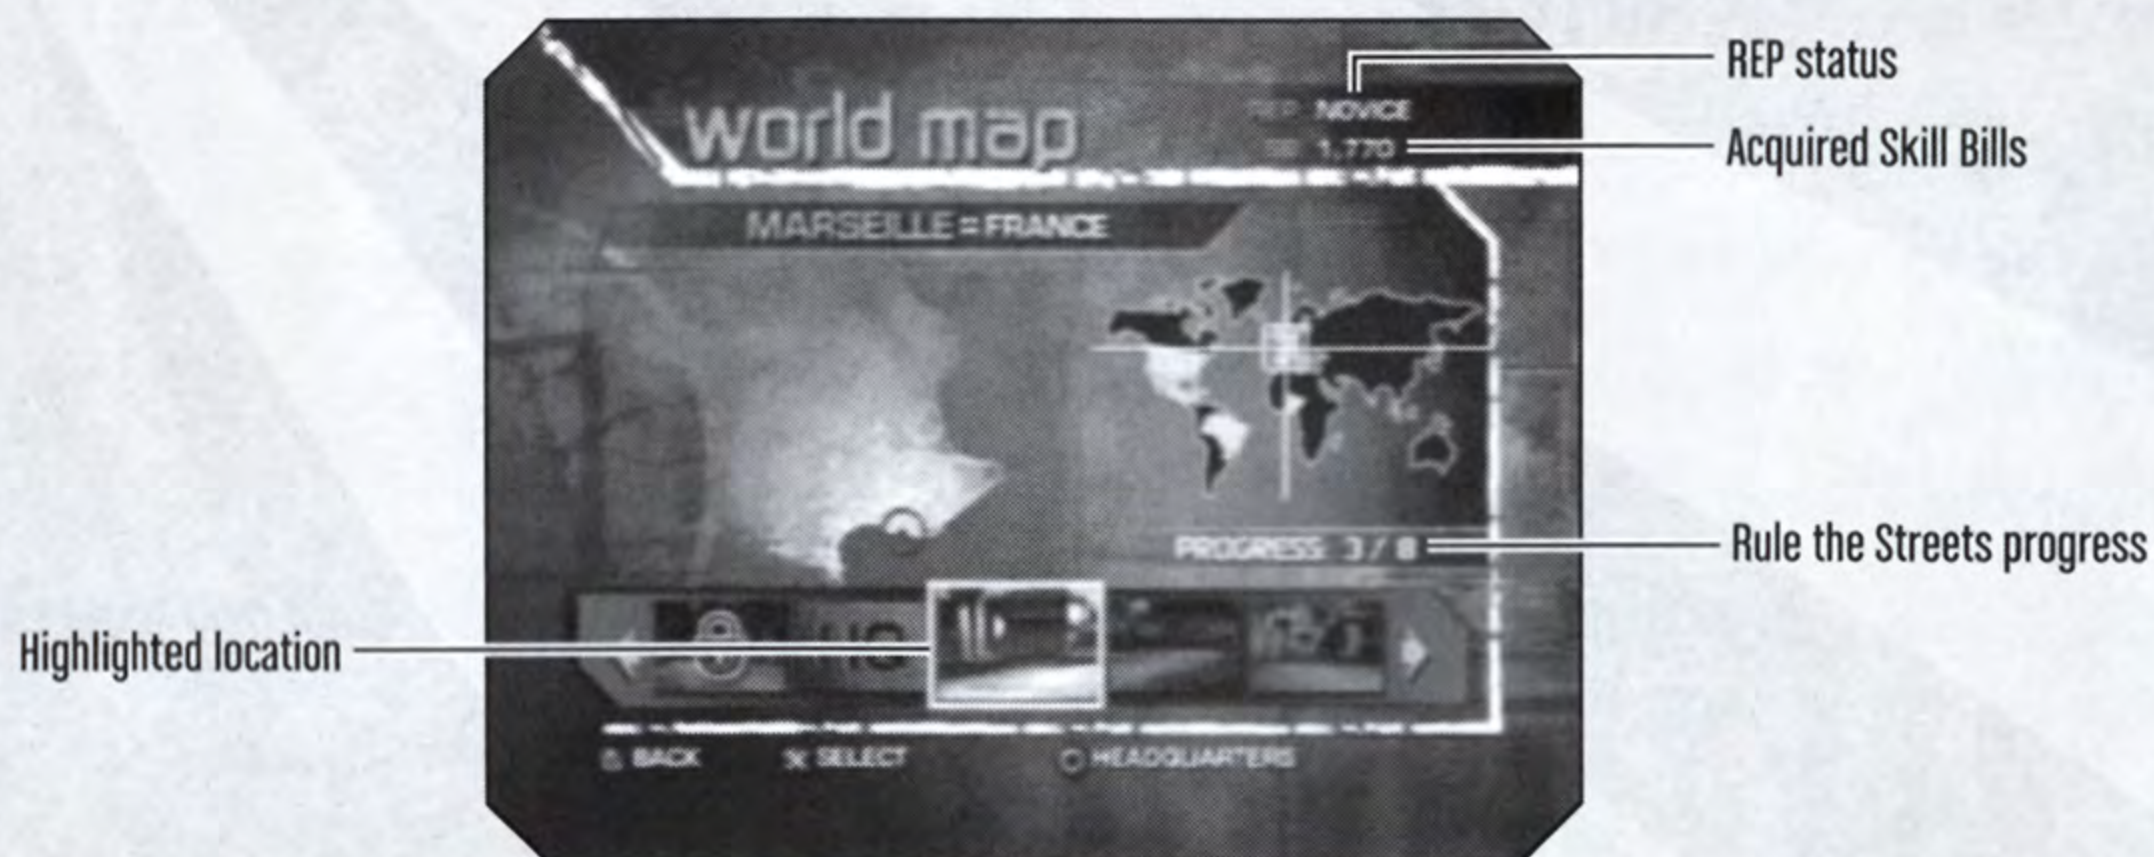 REP status
world map
REP NOVICE
1,770
Acquired Skill Bills
MARSEILLE = FRANCE
PROGRESS 3 / 8
Rule the Streets progress
Highlighted location
HQ
BACK SELECT HEADQUARTERS